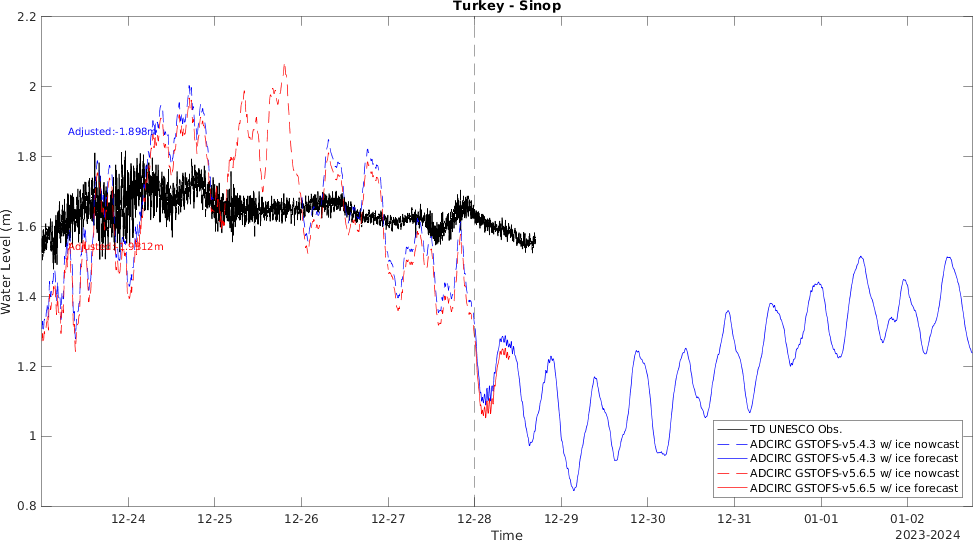 Turkey - Sinop
2.2
2
1.8
1.6
1.4
1.2
1
0.8
Water Level (m)
Adjusted:-1.898m
12-24
12-25
12-26
12-27
12-28
12-29
12-30
12-31
01-01
01-02
Time
2023-2024
TD UNESCO Obs.
ADCIRC GSTOFS-v5.4.3 w/ ice nowcast
ADCIRC GSTOFS-v5.4.3 w/ ice forecast
ADCIRC GSTOFS-v5.6.5 w/ ice nowcast
ADCIRC GSTOFS-v5.6.5 w/ ice forecast